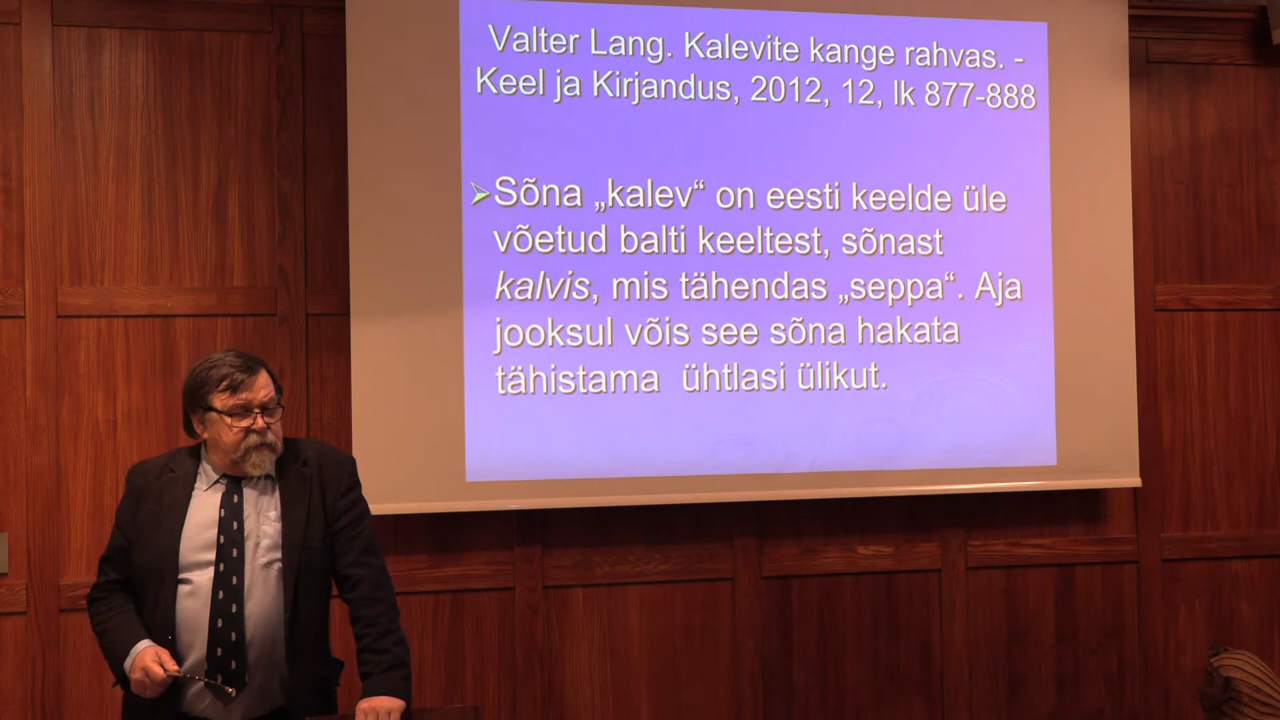 Valter Lang. Kalevite kange rahvas. -
Keel ja Kirjandus, 2012, 12, lk 877-888
Sõna „kalev“ on eesti keelde üle
võetud balti keeltest, sõnast
kalvis, mis tähendas „seppa“. Aja
jooksul võis see sõna hakata
tähistama ühtlasi ülikut.